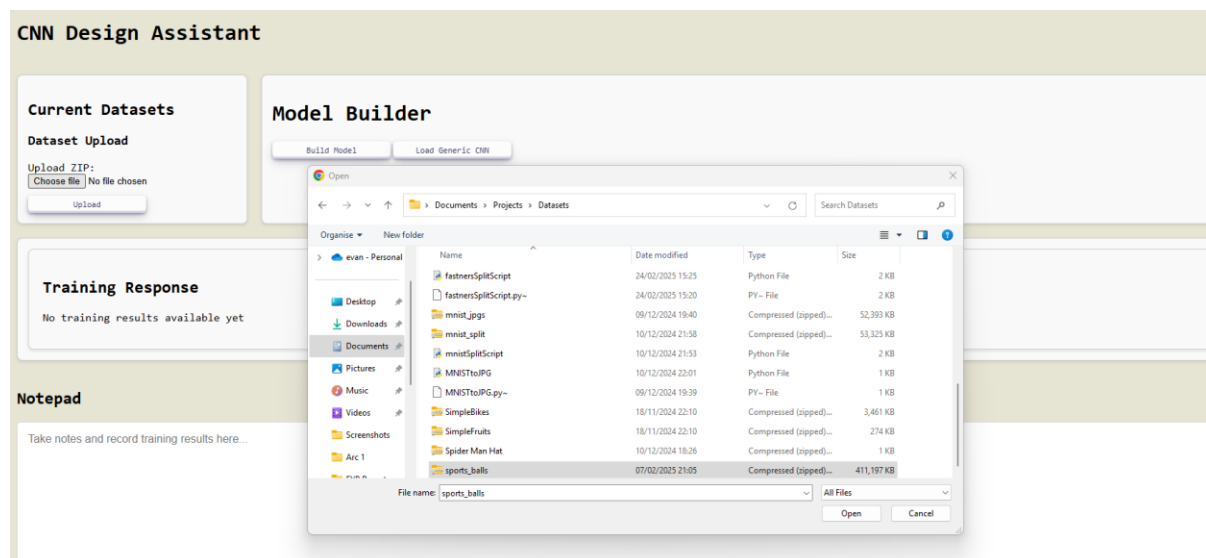 CNN Design Assistant
Current Datasets
Dataset Upload
Upload ZIP:
Choose file No file chosen
Upload
Model Builder
Build Model Load Generic CNN
Training Response
No training results available yet
Notepad
Take notes and record training results here...
Open
Documents > Projects > Datasets Search Datasets
Organise New folder
evan - Personal
Desktop
Downloads
Documents
Pictures
Music
Videos
Screenshots
Arc 1
Name Date modified Type Size
fastnersSplitScript 24/02/2025 15:25 Python File 2 KB
fastnersSplitScript.py~ 24/02/2025 15:20 PY~ File 2 KB
mnist_jpgs 09/12/2024 19:40 Compressed (zipped)... 52,393 KB
mnist_split 10/12/2024 21:58 Compressed (zipped)... 53,325 KB
mnistSplitScript 10/12/2024 21:53 Python File 2 KB
MNISTtoJPG 10/12/2024 22:01 Python File 1 KB
MNISTtoJPG.py~ 09/12/2024 19:39 PY~ File 1 KB
SimpleBikes 18/11/2024 22:10 Compressed (zipped)... 3,461 KB
SimpleFruits 18/11/2024 22:10 Compressed (zipped)... 274 KB
Spider Man Hat 10/12/2024 18:26 Compressed (zipped)... 1 KB
sports_balls 07/02/2025 21:05 Compressed (zipped)... 411,197 KB
File name: sports_balls All Files
Open Cancel